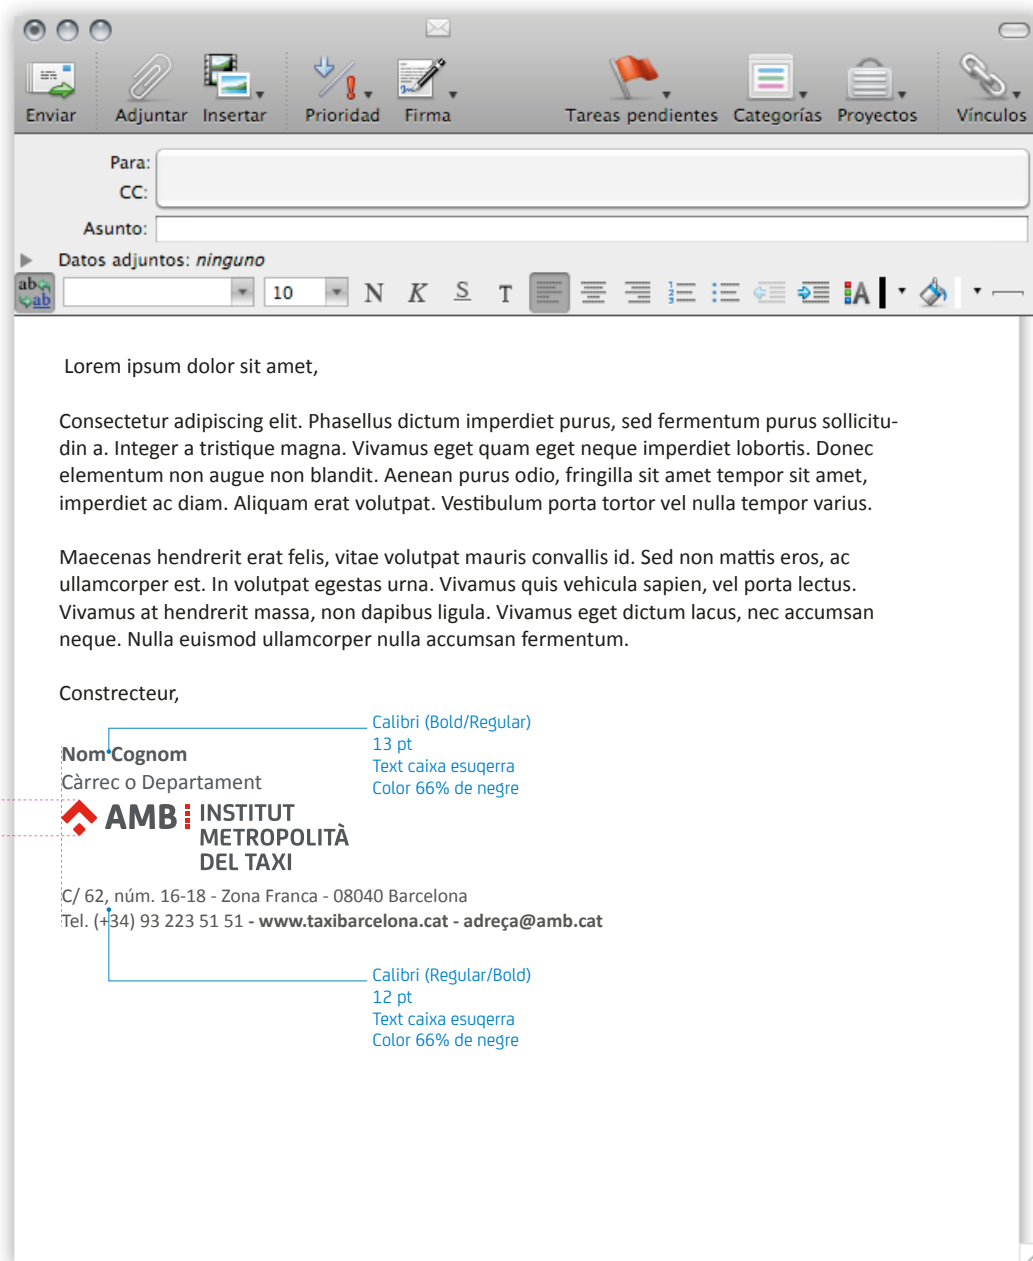 Enviar Adjuntar Insertar Prioridad Firma Tareas pendientes Categorías Proyectos Vínculos
Para:
CC:
Asunto:
Datos adjuntos: ninguno
ab ab 10 N K S T A
Lorem ipsum dolor sit amet,
Consectetur adipiscing elit. Phasellus dictum imperdiet purus, sed fermentum purus sollicitu-
din a. Integer a tristique magna. Vivamus eget quam eget neque imperdiet lobortis. Donec
elementum non augue non blandit. Aenean purus odio, fringilla sit amet tempor sit amet,
imperdiet ac diam. Aliquam erat volutpat. Vestibulum porta tortor vel nulla tempor varius.
Maecenas hendrerit erat felis, vitae volutpat mauris convallis id. Sed non mattis eros, ac
ullamcorper est. In volutpat egestas urna. Vivamus quis vehicula sapien, vel porta lectus.
Vivamus at hendrerit massa, non dapibus ligula. Vivamus eget dictum lacus, nec accumsan
neque. Nulla euismod ullamcorper nulla accumsan fermentum.
Constrecteur,
Calibri (Bold/Regular)
13 pt
Text caixa esuqerra
Color 66% de negre
Nom Cognom
Càrrec o Departament
AMB INSTITUT
METROPOLITÀ
DEL TAXI
C/ 62, núm. 16-18 - Zona Franca - 08040 Barcelona
Tel. (+34) 93 223 51 51 - www.taxibarcelona.cat - adreça@amb.cat
Calibri (Regular/Bold)
12 pt
Text caixa esuqerra
Color 66% de negre